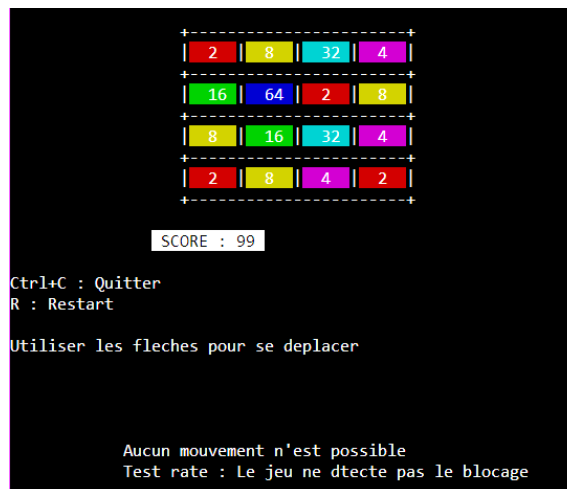 +-----------------------+
| 2 | 8 | 32 | 4 |
+-----------------------+
| 16 | 64 | 2 | 8 |
+-----------------------+
| 8 | 16 | 32 | 4 |
+-----------------------+
| 2 | 8 | 4 | 2 |
+-----------------------+
SCORE : 99
Ctrl+C : Quitter
R : Restart
Utiliser les fleches pour se deplacer
Aucun mouvement n'est possible
Test rate : Le jeu ne dtecte pas le blocage